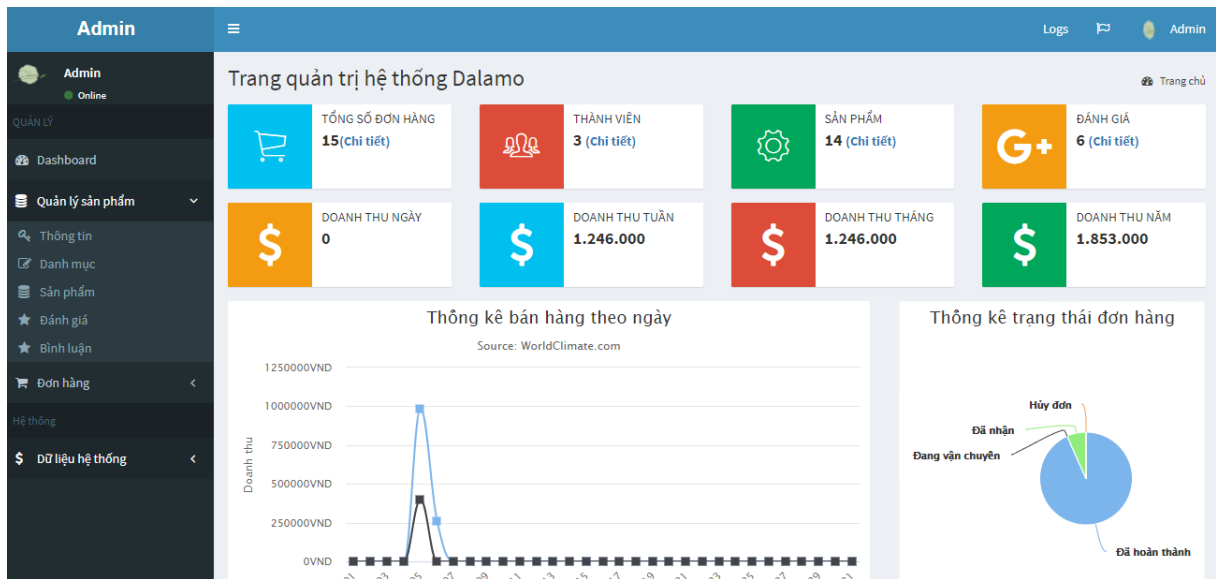 Admin
Logs
Admin
Admin
Online
QUẢN LÝ
Dashboard
Quản lý sản phẩm
Thông tin
Danh mục
Sản phẩm
Đánh giá
Bình luận
Đơn hàng
Hệ thống
$ Dữ liệu hệ thống
Trang quản trị hệ thống Dalamo
Trang chủ
TỔNG SỐ ĐƠN HÀNG
15(Chi tiết)
THÀNH VIÊN
3 (Chi tiết)
SẢN PHẨM
14 (Chi tiết)
G+
ĐÁNH GIÁ
6 (Chi tiết)
$
DOANH THU NGÀY
0
$
DOANH THU TUẦN
1.246.000
$
DOANH THU THÁNG
1.246.000
$
DOANH THU NĂM
1.853.000
Thống kê bán hàng theo ngày
Source: WorldClimate.com
Doanh thu
1250000VND
1000000VND
750000VND
500000VND
250000VND
0VND
Thống kê trạng thái đơn hàng
Hủy đơn
Đã nhận
Đang vận chuyển
Đã hoàn thành